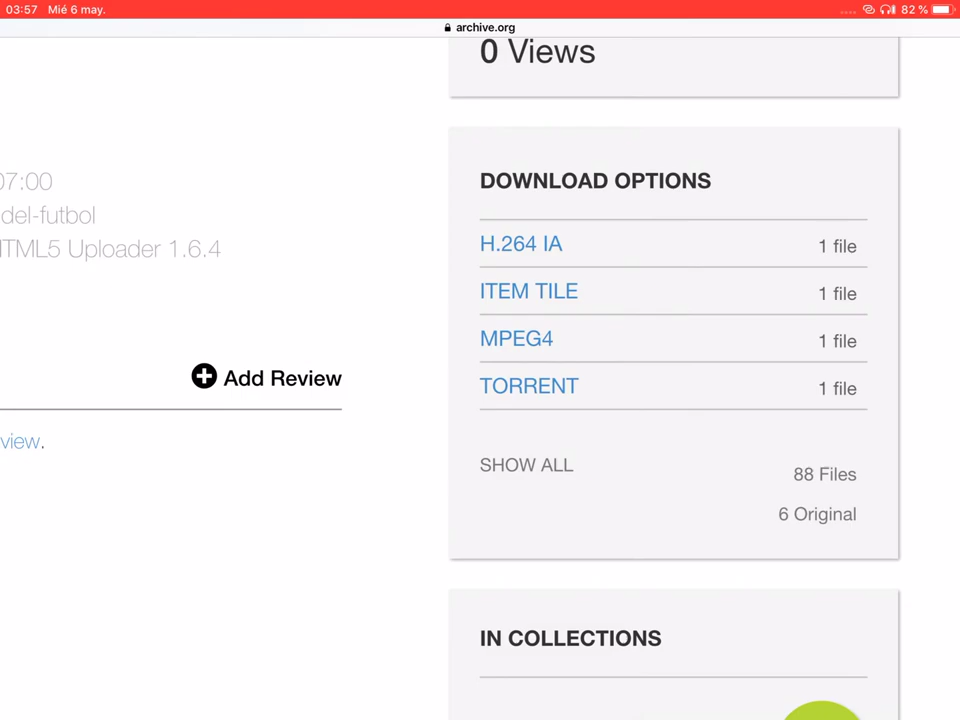 03:57 Mié 6 may.
82 %
archive.org
0 Views
07:00
del-futbol
HTML5 Uploader 1.6.4
Add Review
view.
DOWNLOAD OPTIONS
H.264 IA 1 file
ITEM TILE 1 file
MPEG4 1 file
TORRENT 1 file
SHOW ALL 88 Files
6 Original
IN COLLECTIONS